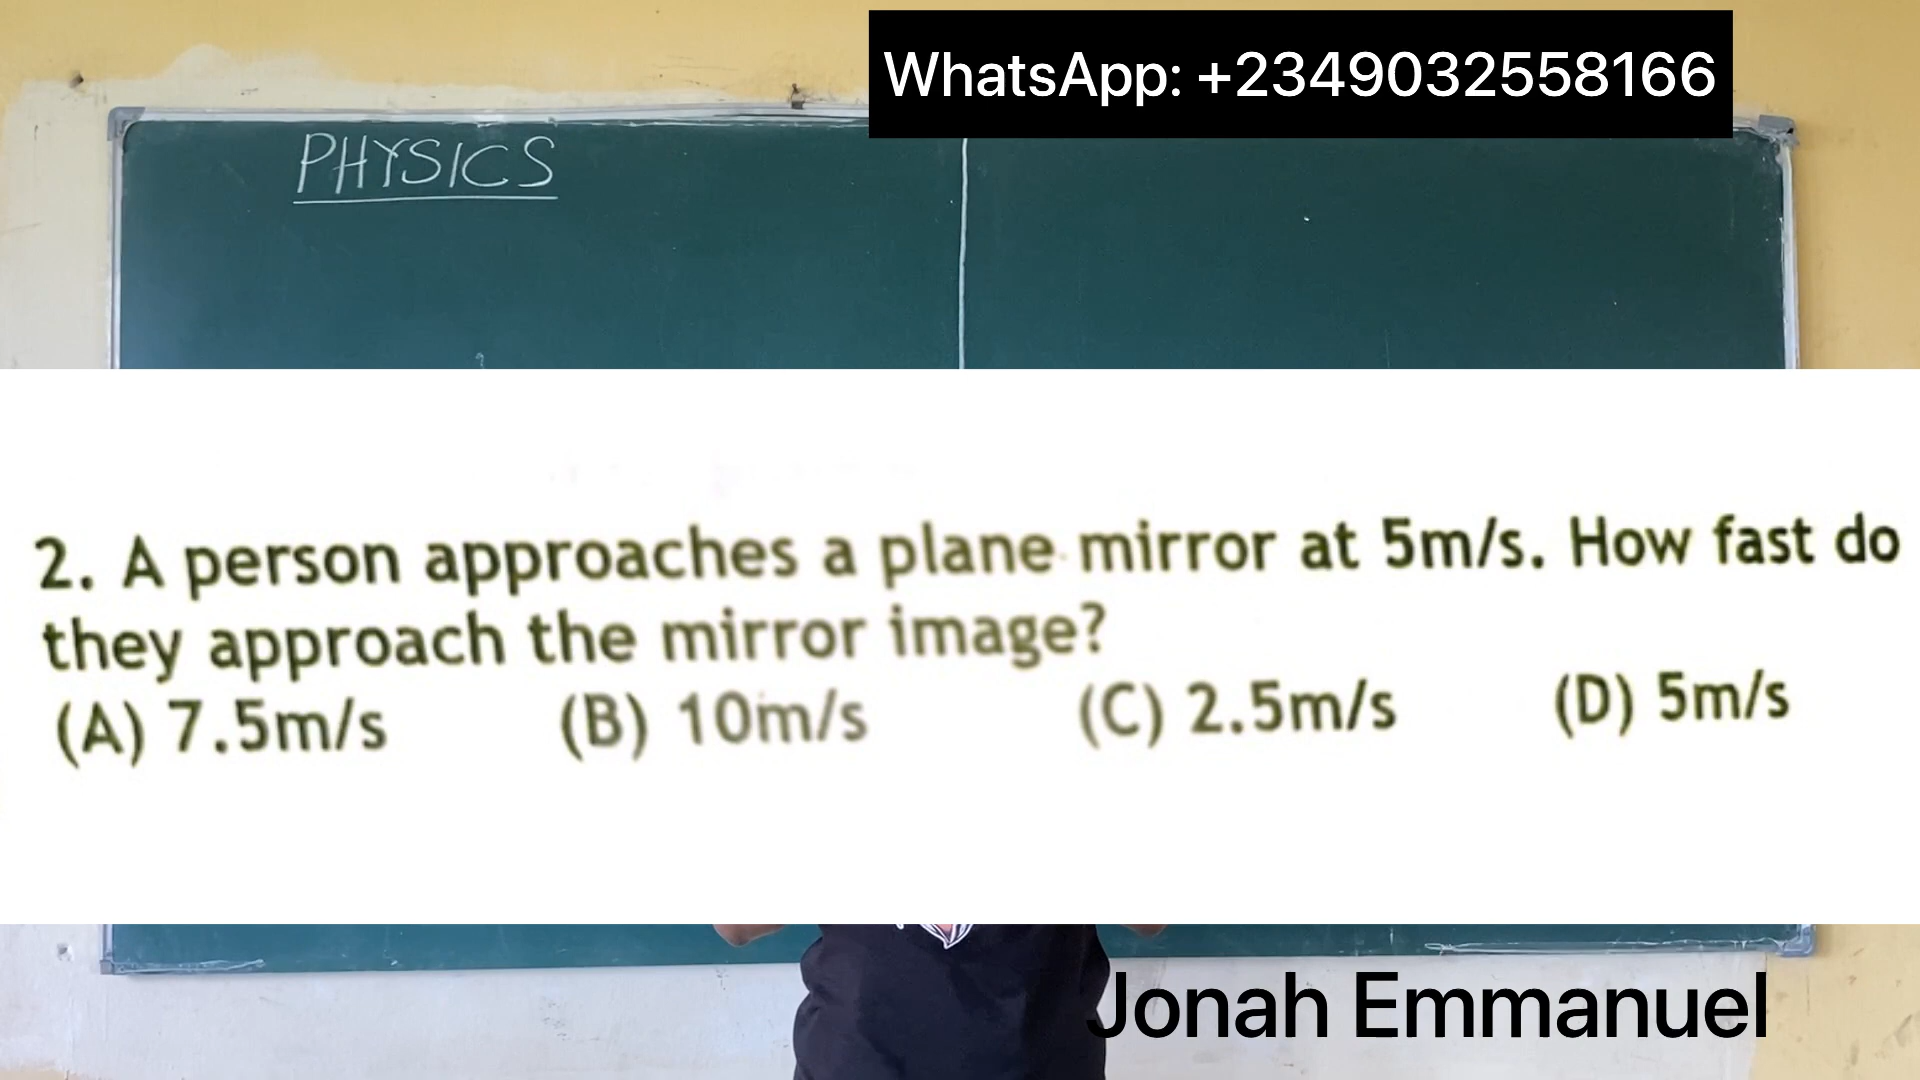 WhatsApp: +2349032558166
PHYSICS
2. A person approaches a plane mirror at 5m/s. How fast do
they approach the mirror image?
(A) 7.5m/s (B) 10m/s (C) 2.5m/s (D) 5m/s
Jonah Emmanuel